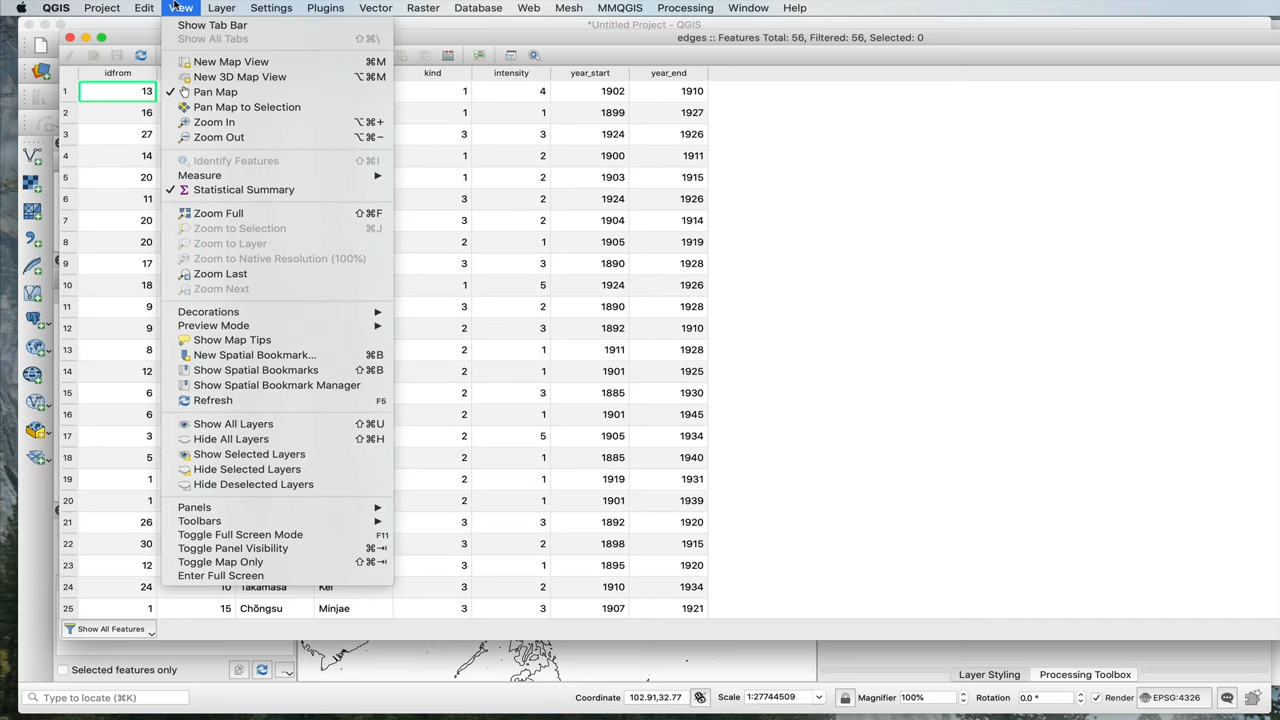 QGIS Project Edit View Layer Settings Plugins Vector Raster Database Web Mesh MMQGIS Processing Window Help
*Untitled Project - QGIS
edges :: Features Total: 56, Filtered: 56, Selected: 0
Show Tab Bar
Show All Tabs ⇧⌘\
New Map View ⌘M
New 3D Map View ⌥⌘M
✓ Pan Map
Pan Map to Selection
Zoom In ⌥⌘+
Zoom Out ⌥⌘−
Identify Features ⇧⌘I
Measure
✓ Statistical Summary
Zoom Full ⇧⌘F
Zoom to Selection ⌘J
Zoom to Layer
Zoom to Native Resolution (100%)
Zoom Last
Zoom Next
Decorations
Preview Mode
Show Map Tips
New Spatial Bookmark... ⌘B
Show Spatial Bookmarks ⇧⌘B
Show Spatial Bookmark Manager
Refresh F5
Show All Layers ⇧⌘U
Hide All Layers ⇧⌘H
Show Selected Layers
Hide Selected Layers
Hide Deselected Layers
Panels
Toolbars
Toggle Full Screen Mode F11
Toggle Panel Visibility ⌘⇥
Toggle Map Only ⇧⌘⇥
Enter Full Screen
idfrom kind intensity year_start year_end
1 13 1 4 1902 1910
2 16 1 1 1899 1927
3 27 3 3 1924 1926
4 14 1 2 1900 1911
5 20 1 2 1903 1915
6 11 3 2 1924 1926
7 20 3 2 1904 1914
8 20 2 1 1905 1919
9 17 3 3 1890 1928
10 18 1 5 1924 1926
11 9 3 2 1890 1928
12 9 2 3 1892 1910
13 8 2 1 1911 1928
14 12 2 1 1901 1925
15 6 2 3 1885 1930
16 6 2 1 1901 1945
17 3 2 5 1905 1934
18 5 2 1 1885 1940
19 1 2 1 1919 1931
20 1 2 1 1901 1939
21 26 3 3 1892 1920
22 30 3 2 1898 1915
23 12 3 1 1895 1920
24 24 10 Takamasa Kei 3 2 1910 1934
25 1 15 Chŏngsu Minjae 3 3 1907 1921
Show All Features
Selected features only
Layer Styling Processing Toolbox
Type to locate (⌘K)
Coordinate 102.91,32.77 Scale 1:27744509 Magnifier 100% Rotation 0.0 ° Render EPSG:4326